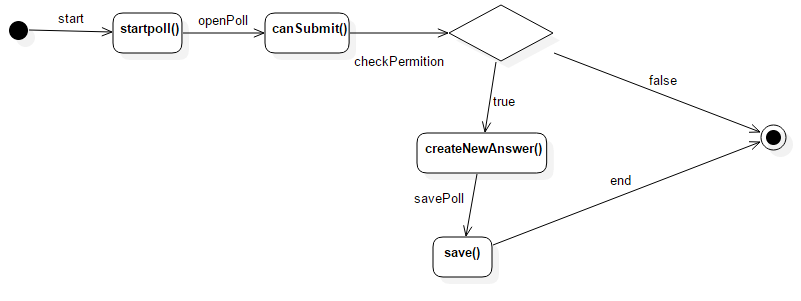 start
startpoll()
openPoll
canSubmit()
checkPermition
false
true
createNewAnswer()
savePoll
end
save()